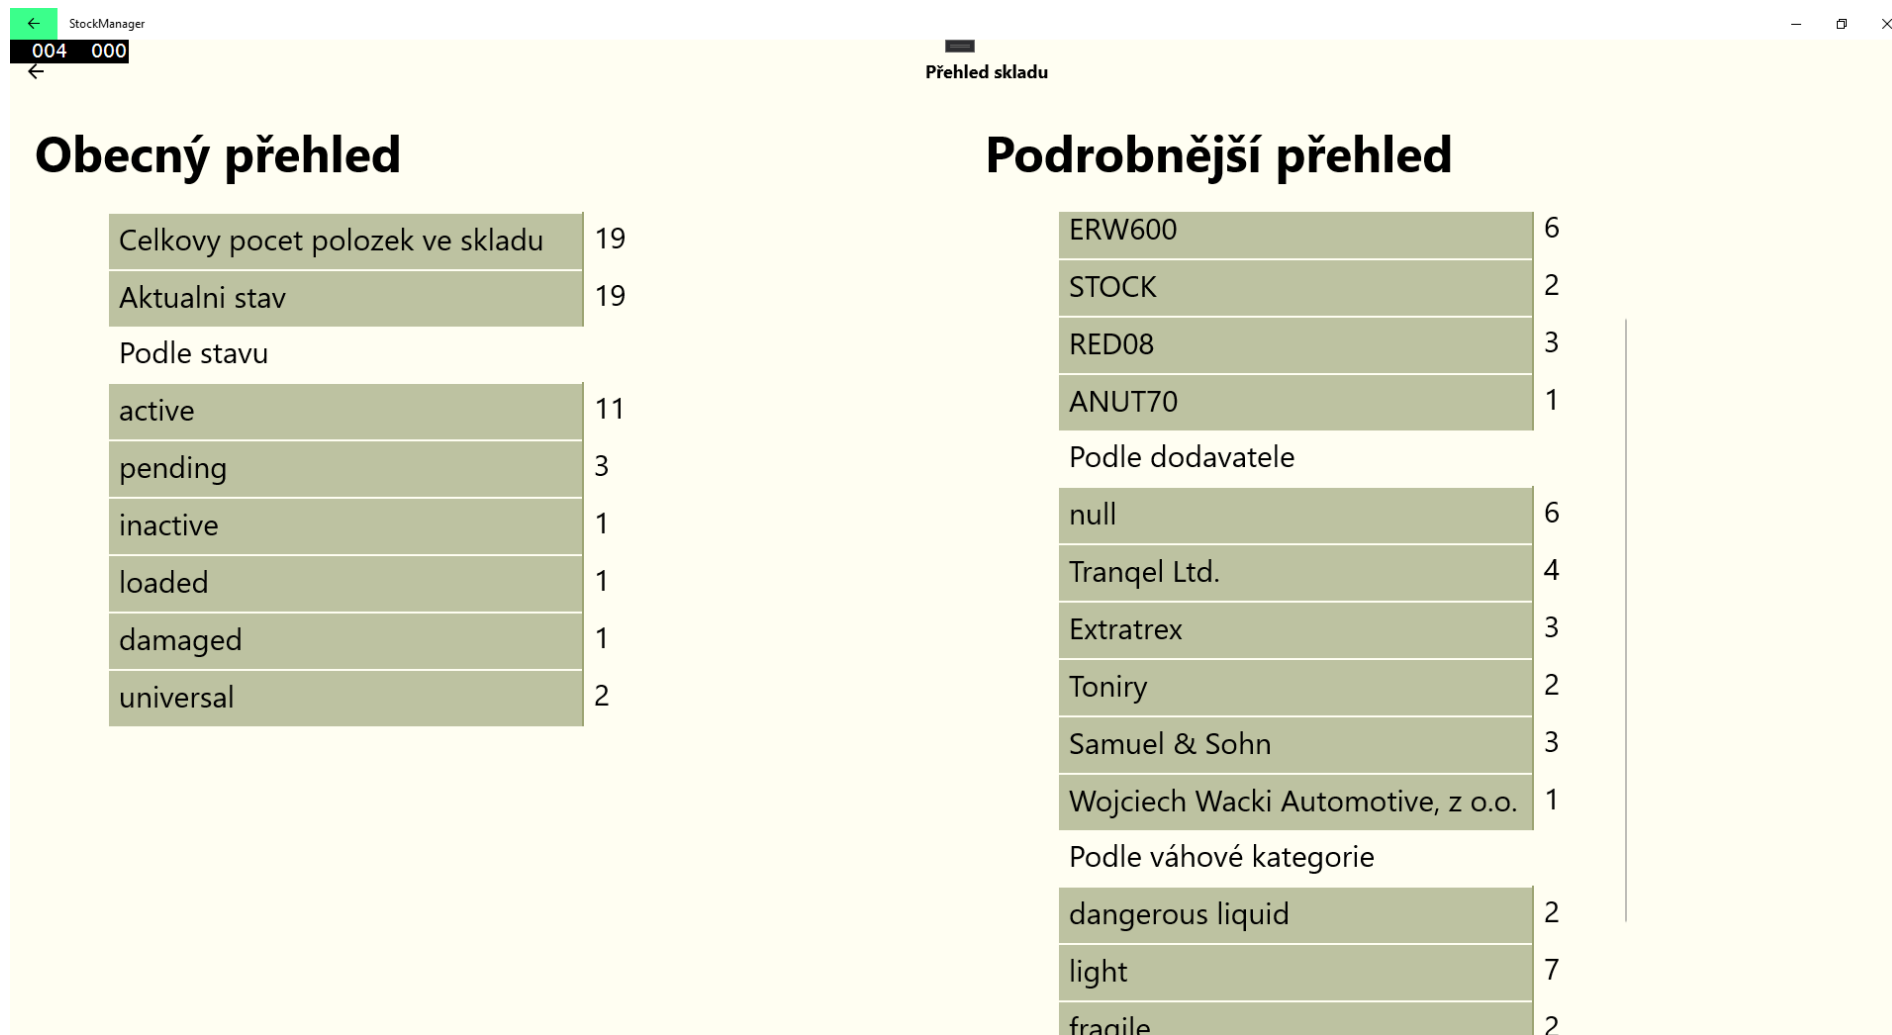 StockManager
004 000
Přehled skladu
Obecný přehled
Celkovy pocet polozek ve skladu 19
Aktualni stav 19
Podle stavu
active 11
pending 3
inactive 1
loaded 1
damaged 1
universal 2
Podrobnější přehled
ERW600 6
STOCK 2
RED08 3
ANUT70 1
Podle dodavatele
null 6
Tranqel Ltd. 4
Extratrex 3
Toniry 2
Samuel & Sohn 3
Wojciech Wacki Automotive, z o.o. 1
Podle váhové kategorie
dangerous liquid 2
light 7
fragile 2